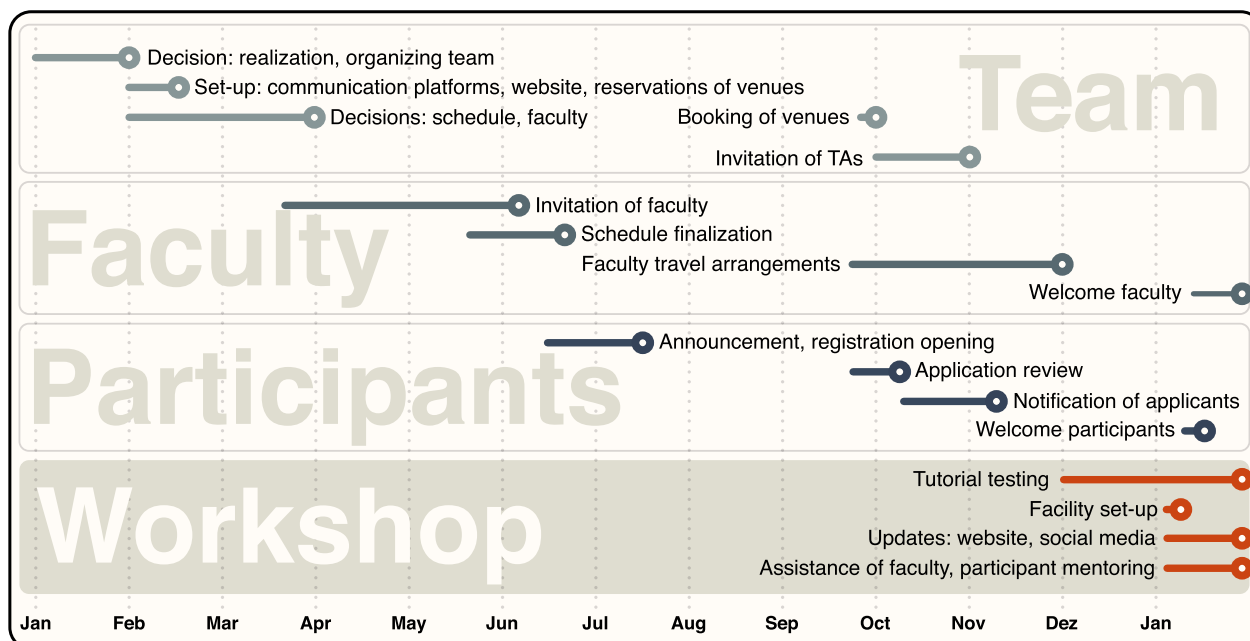 Team
Decision: realization, organizing team
Set-up: communication platforms, website, reservations of venues
Decisions: schedule, faculty
Booking of venues
Invitation of TAs
Faculty
Invitation of faculty
Schedule finalization
Faculty travel arrangements
Welcome faculty
Participants
Announcement, registration opening
Application review
Notification of applicants
Welcome participants
Workshop
Tutorial testing
Facility set-up
Updates: website, social media
Assistance of faculty, participant mentoring
Jan Feb Mar Apr May Jun Jul Aug Sep Oct Nov Dez Jan